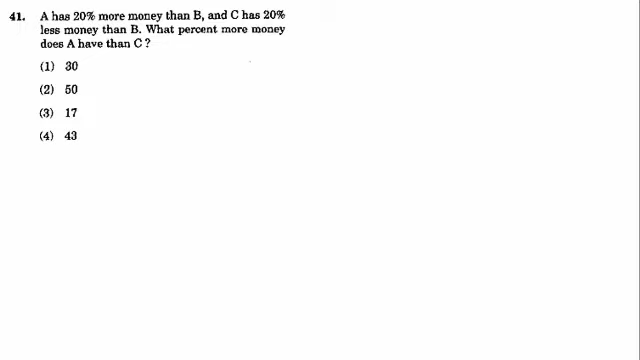 41. A has 20% more money than B, and C has 20%
less money than B. What percent more money
does A have than C ?
(1) 30
(2) 50
(3) 17
(4) 43